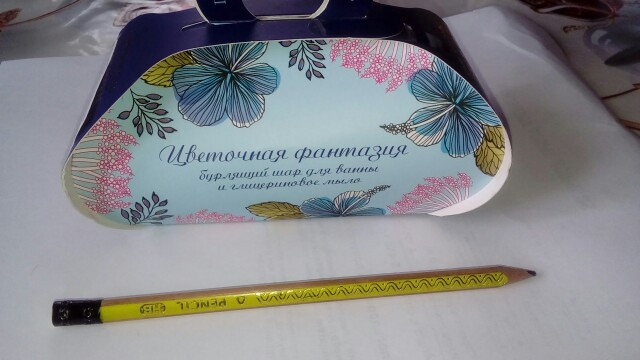 Цветочная фантазия
бурлящий шар для ванны
и глицериновое мыло
PENCIL